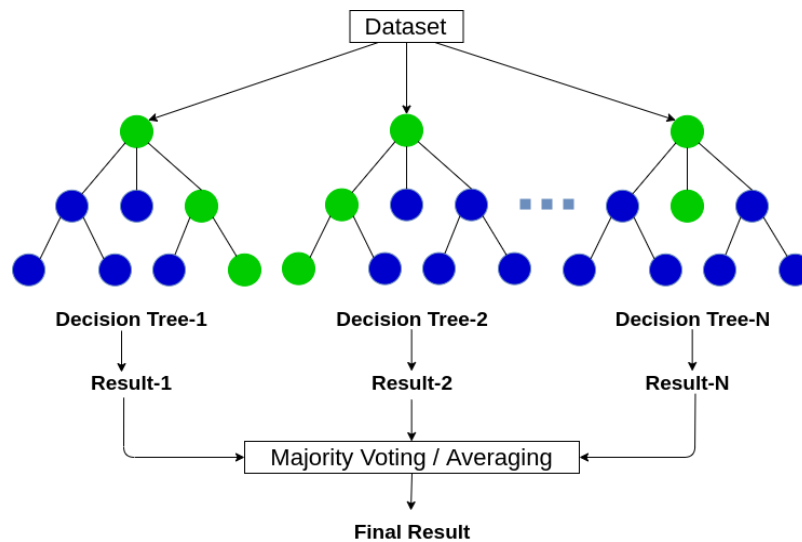 Dataset
Decision Tree-1
Decision Tree-2
Decision Tree-N
Result-1
Result-2
Result-N
Majority Voting / Averaging
Final Result